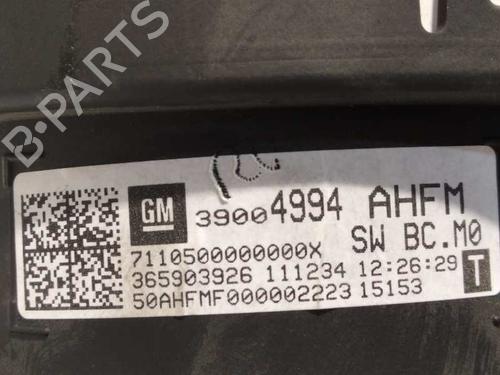 B-PARTS
GM 39004994 AHFM
7110500000000X SW BC.M0
365903926 111234 12:26:29
50AHFMF000002223 15153 T